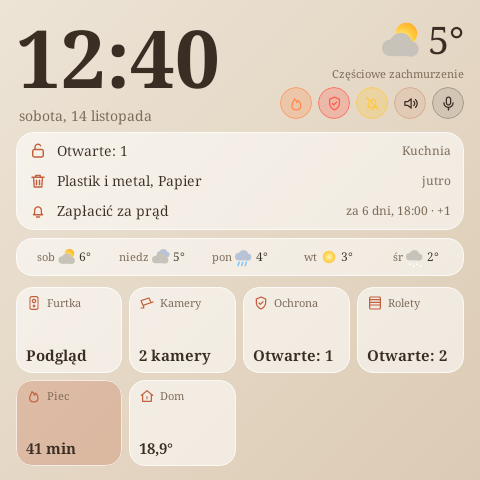 12:40
5°
Częściowe zachmurzenie
sobota, 14 listopada
Otwarte: 1 Kuchnia
Plastik i metal, Papier jutro
Zapłacić za prąd za 6 dni, 18:00 · +1
sob 6° niedz 5° pon 4° wt 3° śr 2°
Furtka Kamery Ochrona Rolety
Podgląd 2 kamery Otwarte: 1 Otwarte: 2
Piec Dom
41 min 18,9°